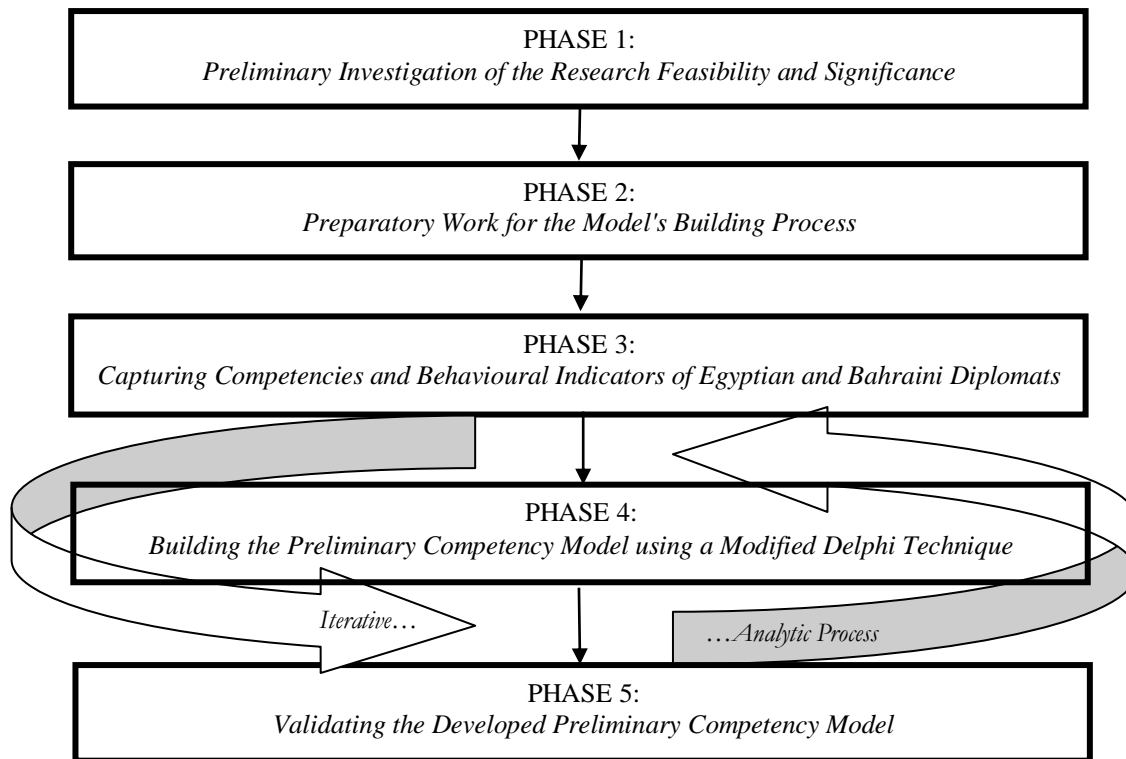 PHASE 1:
Preliminary Investigation of the Research Feasibility and Significance
PHASE 2:
Preparatory Work for the Model's Building Process
PHASE 3:
Capturing Competencies and Behavioural Indicators of Egyptian and Bahraini Diplomats
PHASE 4:
Building the Preliminary Competency Model using a Modified Delphi Technique
Iterative…
…Analytic Process
PHASE 5:
Validating the Developed Preliminary Competency Model